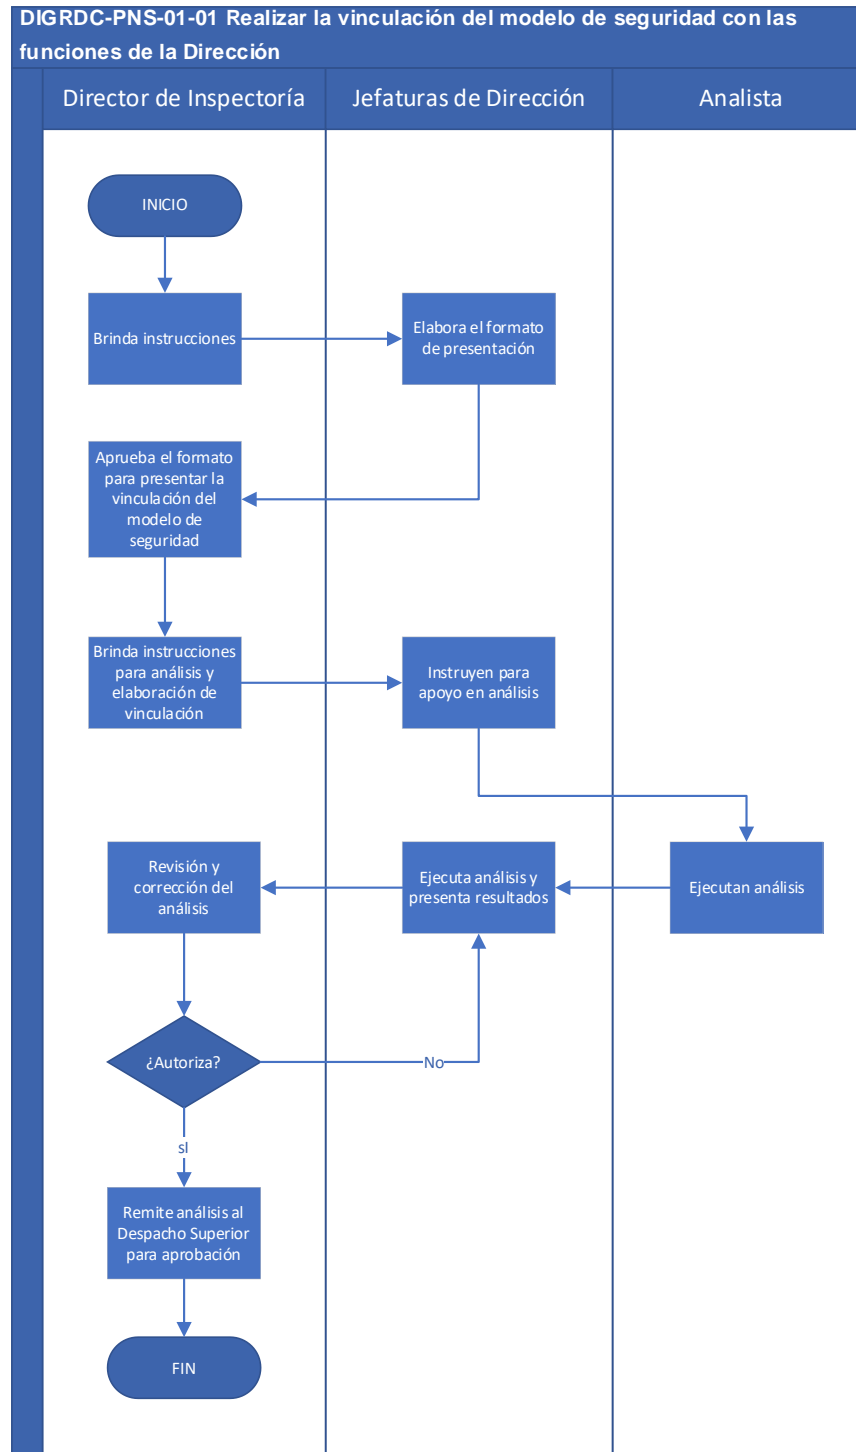 DIGRDC-PNS-01-01 Realizar la vinculación del modelo de seguridad con las
funciones de la Dirección
Director de Inspectoría
Jefaturas de Dirección
Analista
INICIO
Brinda instrucciones
Elabora el formato
de presentación
Aprueba el formato
para presentar la
vinculación del
modelo de
seguridad
Brinda instrucciones
para análisis y
elaboración de
vinculación
Instruyen para
apoyo en análisis
Revisión y
corrección del
análisis
Ejecuta análisis y
presenta resultados
Ejecutan análisis
¿Autoriza?
No
sI
Remite análisis al
Despacho Superior
para aprobación
FIN